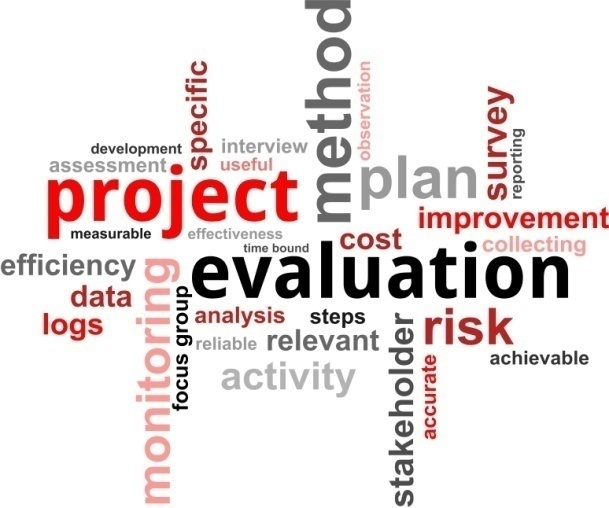 method
specific
observation
development
interview
survey
assessment
useful
plan
reporting
project
improvement
measurable
effectiveness
cost
collecting
time bound
efficiency
evaluation
monitoring
data
focus group
analysis
steps
stakeholder
risk
logs
reliable
relevant
achievable
accurate
activity